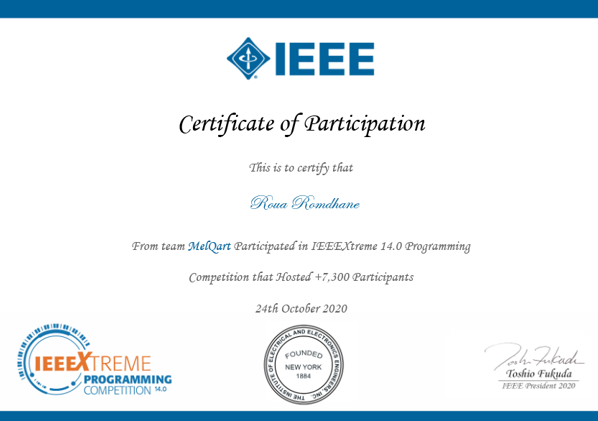 IEEE
Certificate of Participation
This is to certify that
Roua Romdhane
From team MelQart Participated in IEEEXtreme 14.0 Programming
Competition that Hosted +7,300 Participants
24th October 2020
IEEEXTREME
PROGRAMMING
COMPETITION 14.0
THE INSTITUTE OF ELECTRICAL AND ELECTRONICS ENGINEERS, INC.
FOUNDED
NEW YORK
1884
Toshio Fukuda
IEEE President 2020